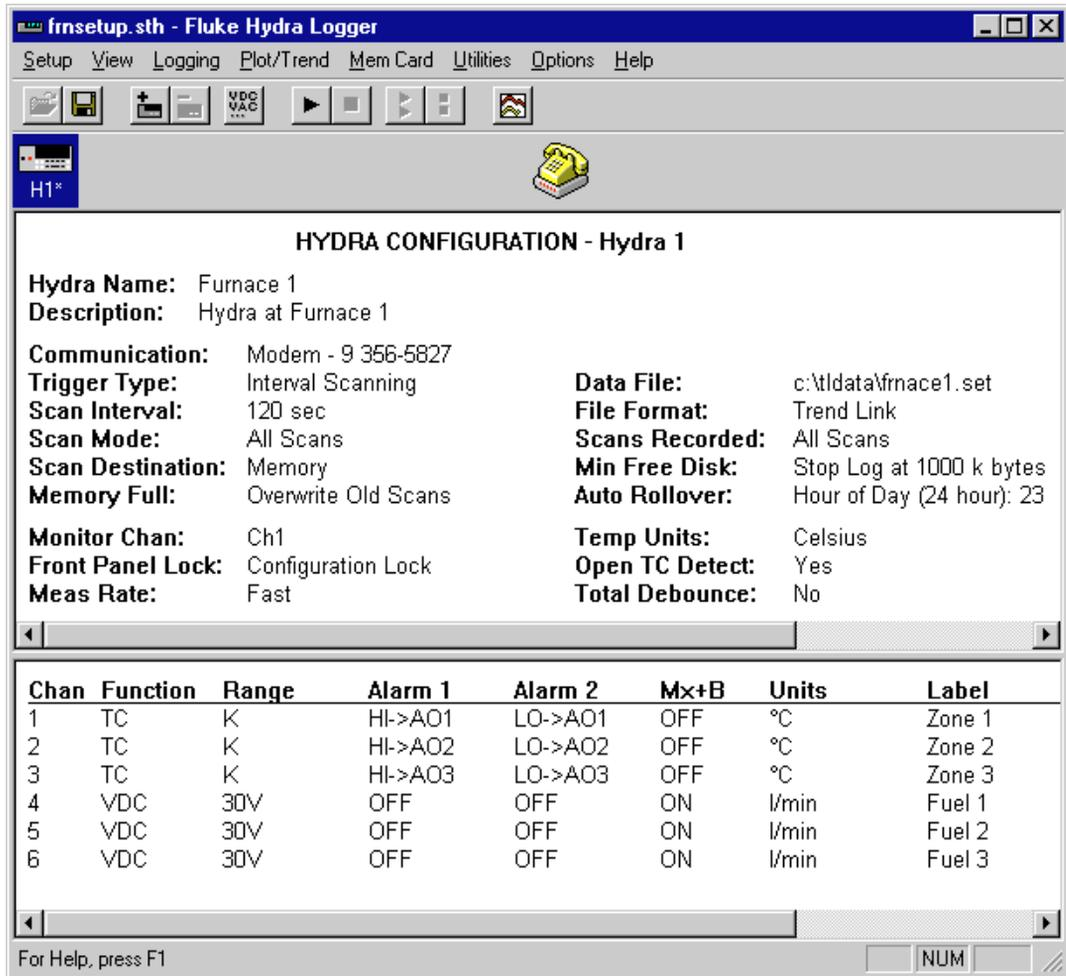 frnsetup.sth - Fluke Hydra Logger
Setup View Logging Plot/Trend Mem Card Utilities Options Help
VDC
VAC
H1*
HYDRA CONFIGURATION - Hydra 1
Hydra Name: Furnace 1
Description: Hydra at Furnace 1
Communication: Modem - 9 356-5827
Trigger Type: Interval Scanning Data File: c:\tldata\frnace1.set
Scan Interval: 120 sec File Format: Trend Link
Scan Mode: All Scans Scans Recorded: All Scans
Scan Destination: Memory Min Free Disk: Stop Log at 1000 k bytes
Memory Full: Overwrite Old Scans Auto Rollover: Hour of Day (24 hour): 23
Monitor Chan: Ch1 Temp Units: Celsius
Front Panel Lock: Configuration Lock Open TC Detect: Yes
Meas Rate: Fast Total Debounce: No
Chan Function Range Alarm 1 Alarm 2 Mx+B Units Label
1 TC K HI->AO1 LO->AO1 OFF °C Zone 1
2 TC K HI->AO2 LO->AO2 OFF °C Zone 2
3 TC K HI->AO3 LO->AO3 OFF °C Zone 3
4 VDC 30V OFF OFF ON l/min Fuel 1
5 VDC 30V OFF OFF ON l/min Fuel 2
6 VDC 30V OFF OFF ON l/min Fuel 3
For Help, press F1 NUM